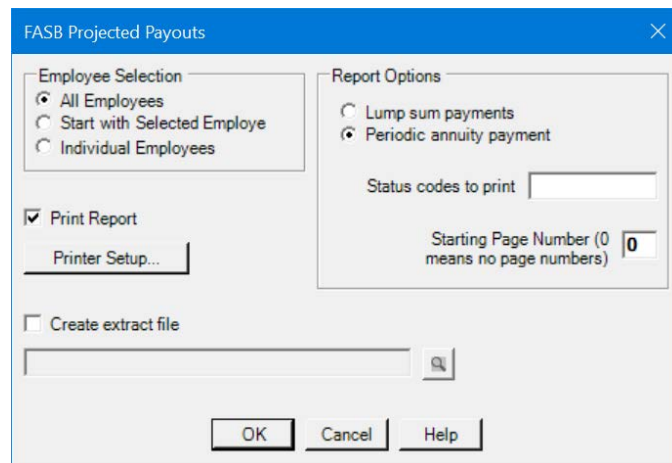 FASB Projected Payouts
Employee Selection
All Employees
Start with Selected Employe
Individual Employees
Print Report
Printer Setup...
Report Options
Lump sum payments
Periodic annuity payment
Status codes to print
Starting Page Number (0
means no page numbers)
0
Create extract file
OK
Cancel
Help